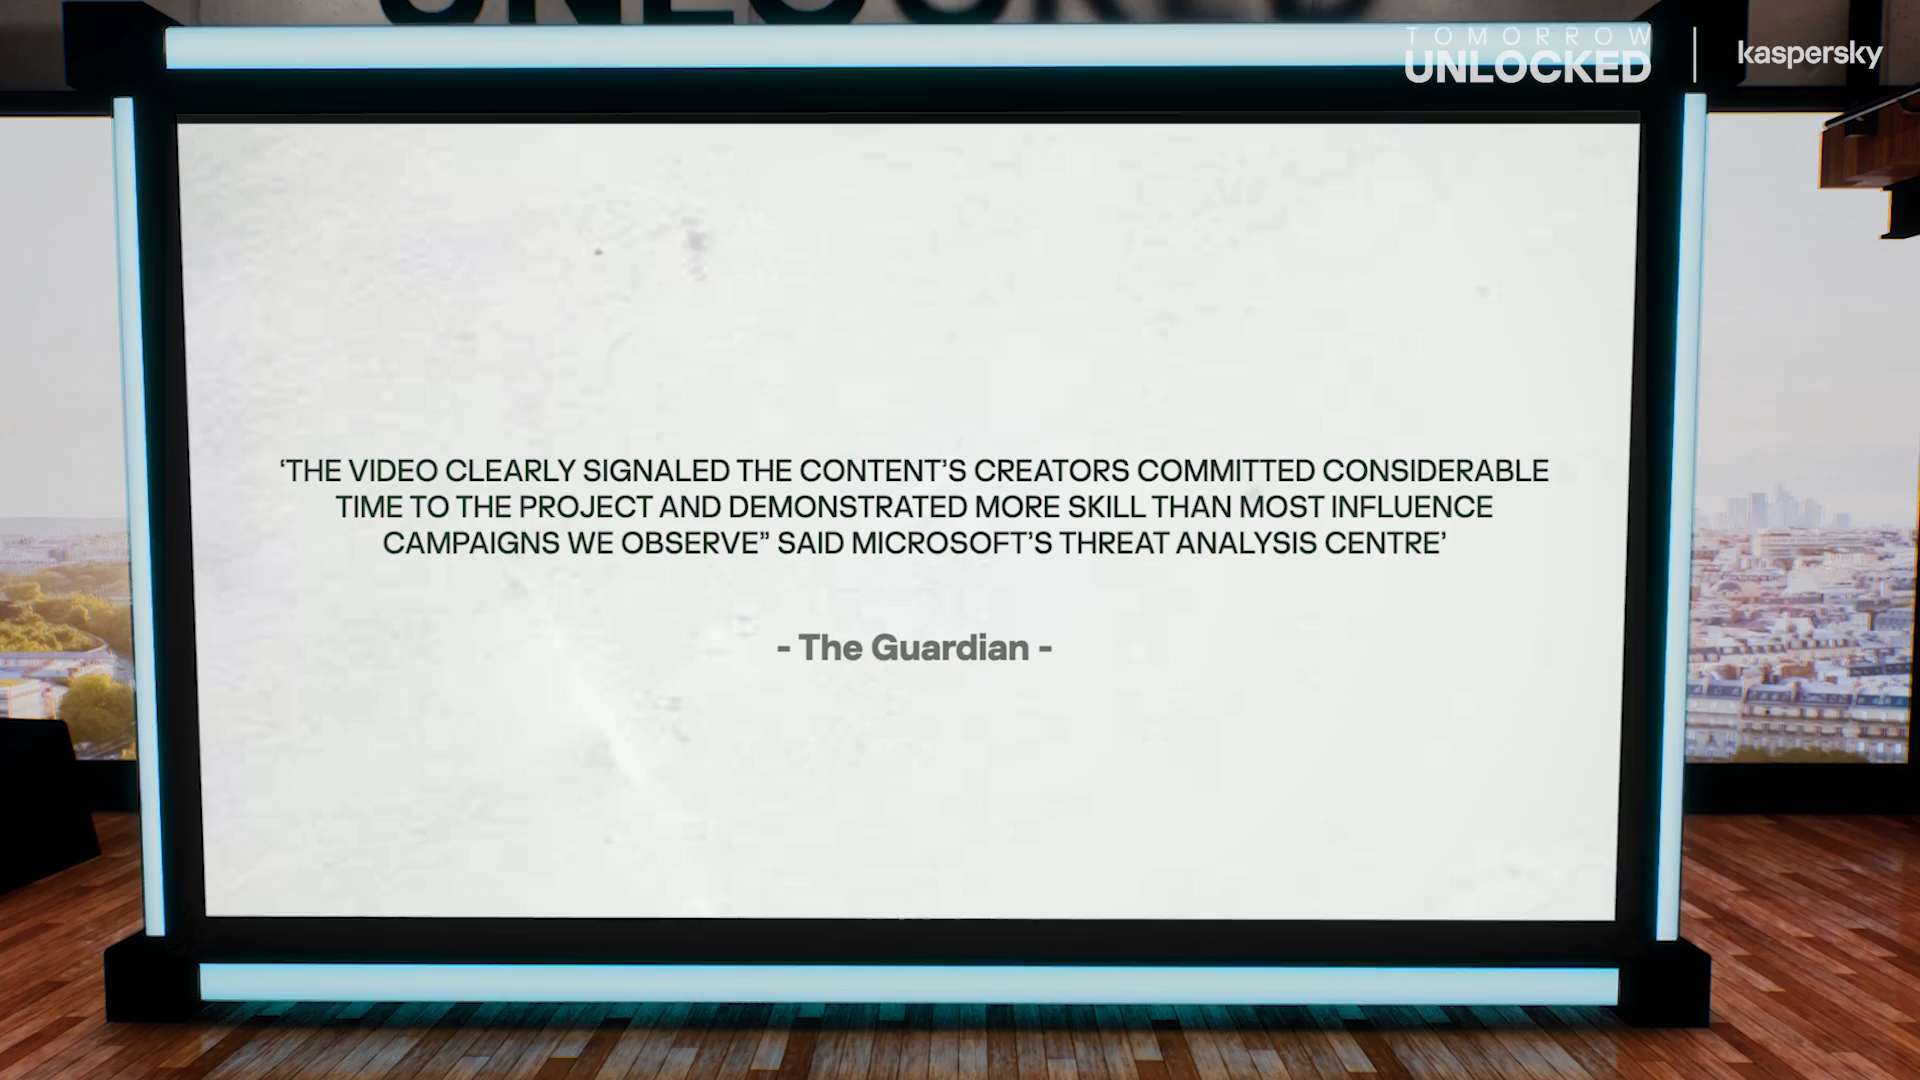 UNLOCKED
TOMORROW
UNLOCKED
kaspersky
‘THE VIDEO CLEARLY SIGNALED THE CONTENT’S CREATORS COMMITTED CONSIDERABLE
TIME TO THE PROJECT AND DEMONSTRATED MORE SKILL THAN MOST INFLUENCE
CAMPAIGNS WE OBSERVE” SAID MICROSOFT’S THREAT ANALYSIS CENTRE’
- The Guardian -